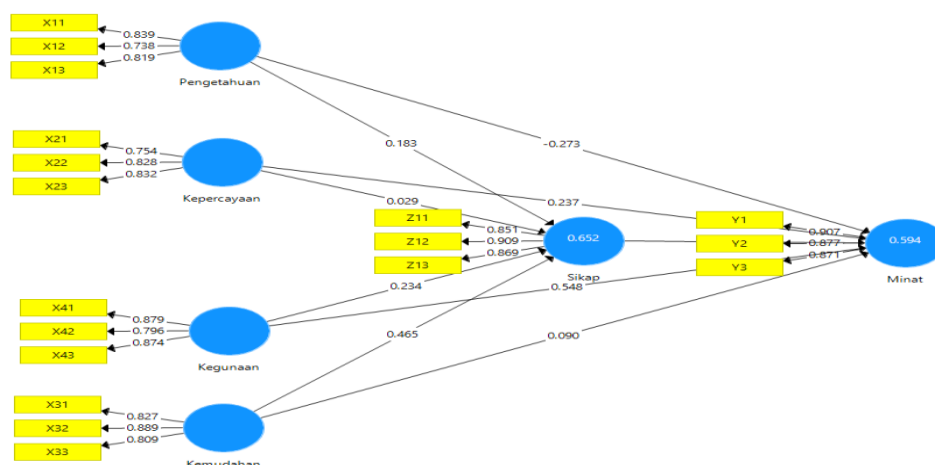 X11
0.839
X12
0.738
X13
0.819
Pengetahuan
0.183
-0.273
X21
0.754
X22
0.828
X23
0.832
Kepercayaan
0.029
0.237
Z11
0.851
Z12
0.909
Z13
0.869
0.652
Sikap
Y1
0.907
Y2
0.877
Y3
0.871
0.594
Minat
0.234
0.548
0.465
0.090
X41
0.879
X42
0.796
X43
0.874
Kegunaan
X31
0.827
X32
0.889
X33
0.809
Kemudahan